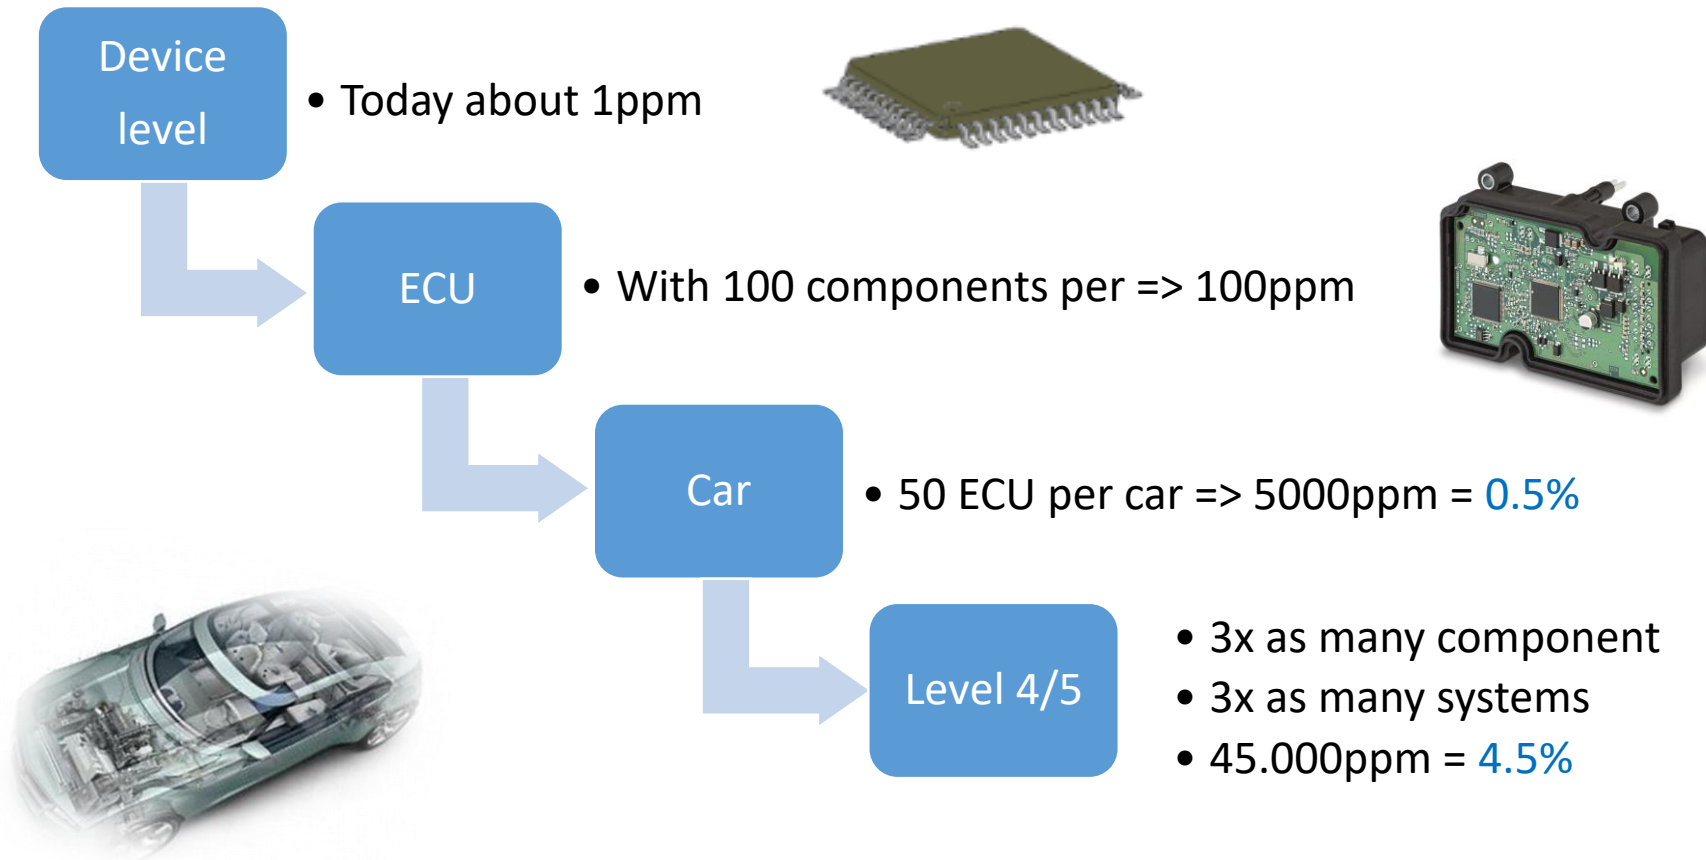 Device
level
• Today about 1ppm
ECU
• With 100 components per => 100ppm
Car
• 50 ECU per car => 5000ppm = 0.5%
Level 4/5
• 3x as many component
• 3x as many systems
• 45.000ppm = 4.5%